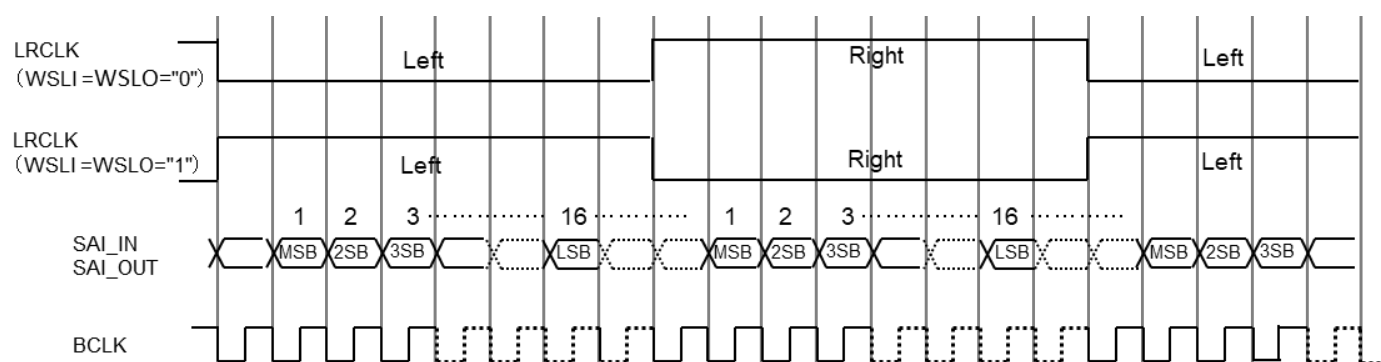 LRCLK
(WSLI=WSLO="0")
Left
Right
Left
LRCLK
(WSLI=WSLO="1")
Left
Right
Left
1 2 3 ........... 16 ........... 1 2 3 ........... 16 ...........
SAI_IN
SAI_OUT
MSB 2SB 3SB LSB MSB 2SB 3SB LSB MSB 2SB 3SB
BCLK